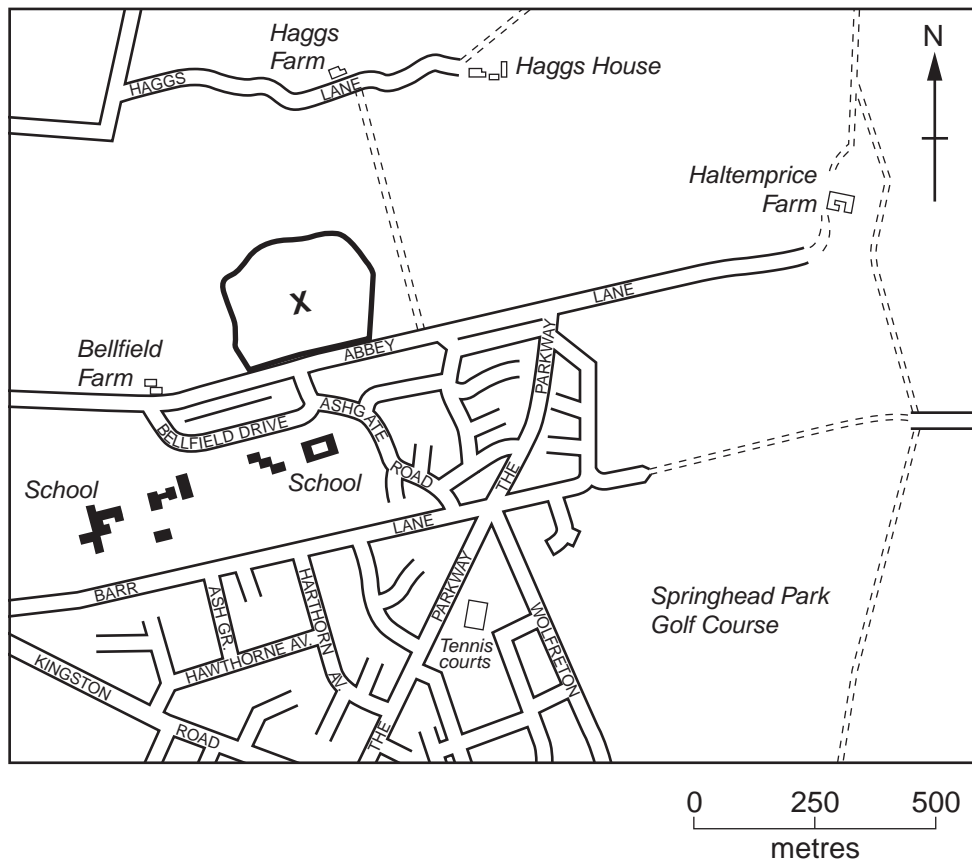 Haggs
Farm
Haggs House
N
HAGGS
LANE
Haltemprice
Farm
X
LANE
ABBEY
PARKWAY
THE
Bellfield
Farm
BELLFIELD DRIVE
ASHGATE
ROAD
School
School
LANE
BARR
ASH GR.
HARTHORN AV.
HAWTHORNE AV.
PARKWAY
THE
Tennis
courts
WOLFRETON
Springhead Park
Golf Course
KINGSTON
ROAD
0 250 500
metres